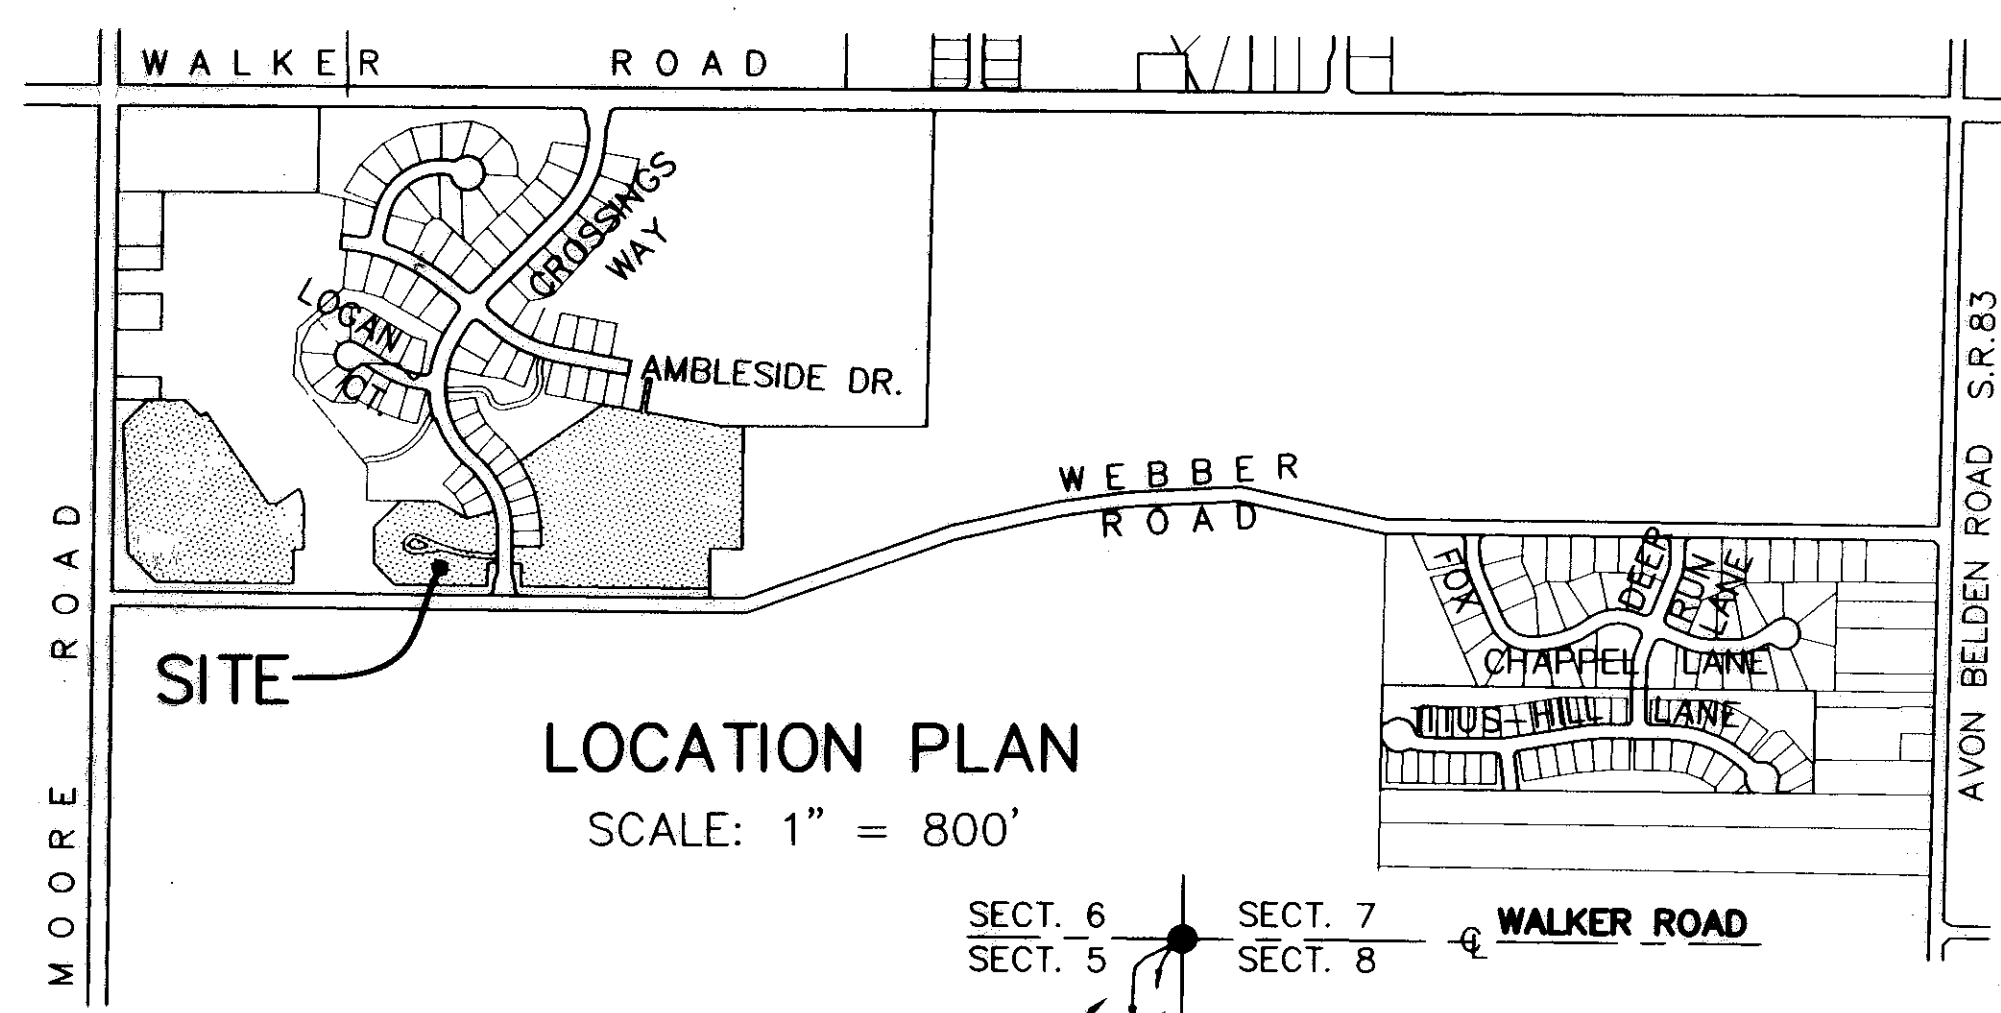 WALKER ROAD
CROSSINGS
WAY
LOGAN
CT.
AMBLESIDE DR.
WEBBER
ROAD
MOORE ROAD
AVON BELDEN ROAD S.R.83
FOX
CHAPPEL LANE
DEER
RUN
LANE
TITUS HILL LANE
SITE
LOCATION PLAN
SCALE: 1" = 800'
SECT. 6
SECT. 7
SECT. 5
SECT. 8
℄ WALKER ROAD